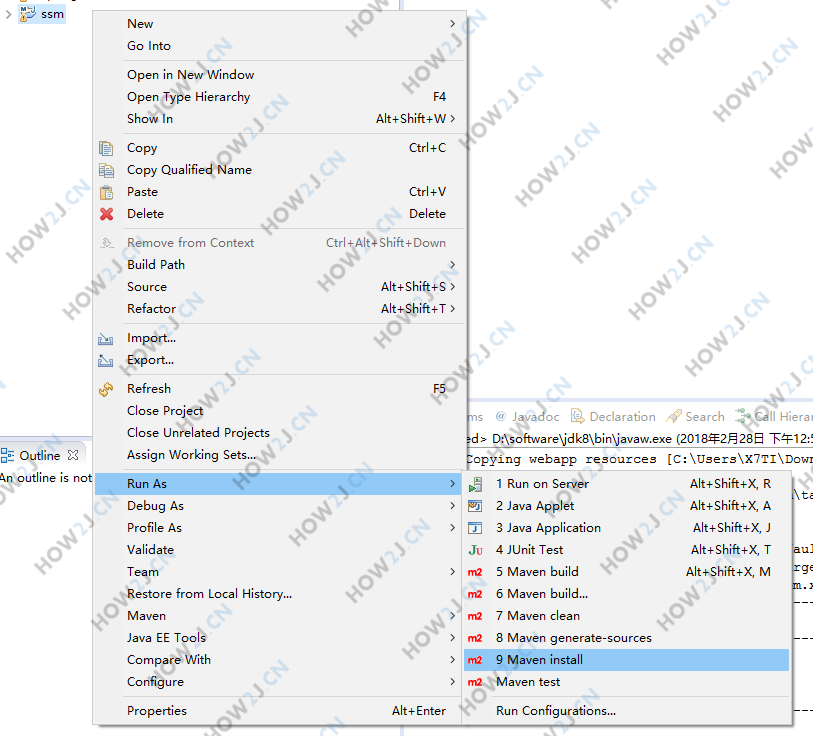 ssm
New
Go Into
Open in New Window
Open Type Hierarchy F4
Show In Alt+Shift+W
Copy Ctrl+C
Copy Qualified Name
Paste Ctrl+V
Delete Delete
Remove from Context Ctrl+Alt+Shift+Down
Build Path
Source Alt+Shift+S
Refactor Alt+Shift+T
Import...
Export...
Refresh F5
Close Project
Close Unrelated Projects
Assign Working Sets...
Run As
Debug As
Profile As
Validate
Team
Restore from Local History...
Maven
Java EE Tools
Compare With
Configure
Properties Alt+Enter
Outline
An outline is not
ms @ Javadoc Declaration Search Call Hierar
ed> D:\software\jdk8\bin\javaw.exe (2018年2月28日 下午12:5
Copying webapp resources [C:\Users\X7TI\Down
1 Run on Server Alt+Shift+X, R
2 Java Applet Alt+Shift+X, A
3 Java Application Alt+Shift+X, J
4 JUnit Test Alt+Shift+X, T
5 Maven build Alt+Shift+X, M
6 Maven build...
7 Maven clean
8 Maven generate-sources
9 Maven install
Maven test
Run Configurations...
\ta
aul
rge
m.x
HOW2J.CN